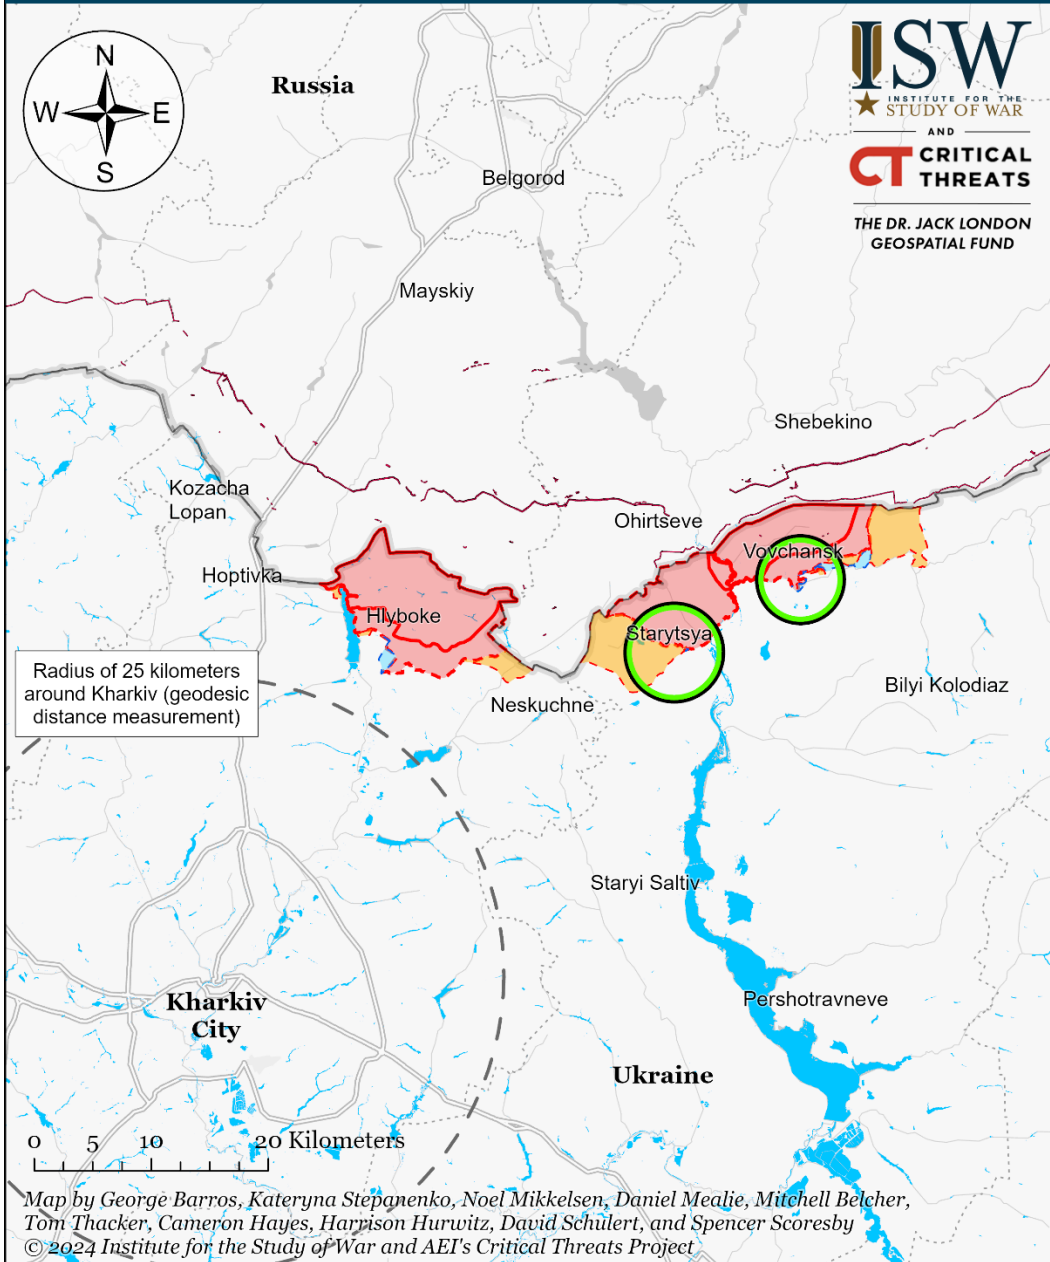 N
W
E
S
Russia
ISW
INSTITUTE FOR THE
STUDY OF WAR
AND
CT CRITICAL
THREATS
THE DR. JACK LONDON
GEOSPATIAL FUND
Belgorod
Mayskiy
Shebekino
Kozacha
Lopan
Ohirtseve
Vovchansk
Hoptivka
Hlyboke
Starytsya
Radius of 25 kilometers
around Kharkiv (geodesic
distance measurement)
Bilyi Kolodiaz
Neskuchne
Staryi Saltiv
Pershotravneve
Kharkiv
City
Ukraine
0 5 10 20 Kilometers
Map by George Barros, Kateryna Stepanenko, Noel Mikkelsen, Daniel Mealie, Mitchell Belcher,
Tom Thacker, Cameron Hayes, Harrison Hurwitz, David Schulert, and Spencer Scoresby
© 2024 Institute for the Study of War and AEI's Critical Threats Project